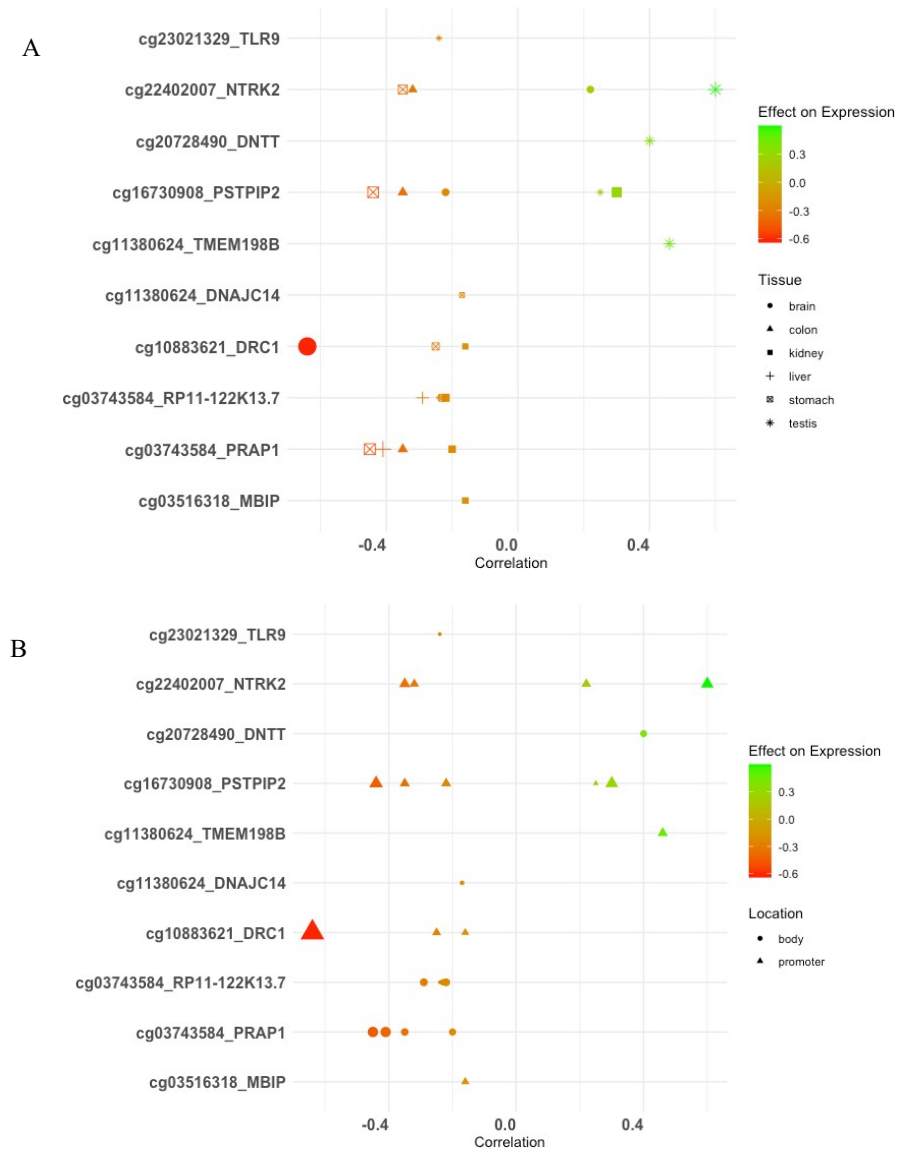 A
cg23021329_TLR9
cg22402007_NTRK2
cg20728490_DNTT
cg16730908_PSTPIP2
cg11380624_TMEM198B
cg11380624_DNAJC14
cg10883621_DRC1
cg03743584_RP11-122K13.7
cg03743584_PRAP1
cg03516318_MBIP
-0.4 0.0 0.4
Correlation
Effect on Expression
0.3
0.0
-0.3
-0.6
Tissue
brain
colon
kidney
liver
stomach
testis
B
cg23021329_TLR9
cg22402007_NTRK2
cg20728490_DNTT
cg16730908_PSTPIP2
cg11380624_TMEM198B
cg11380624_DNAJC14
cg10883621_DRC1
cg03743584_RP11-122K13.7
cg03743584_PRAP1
cg03516318_MBIP
-0.4 0.0 0.4
Correlation
Effect on Expression
0.3
0.0
-0.3
-0.6
Location
body
promoter